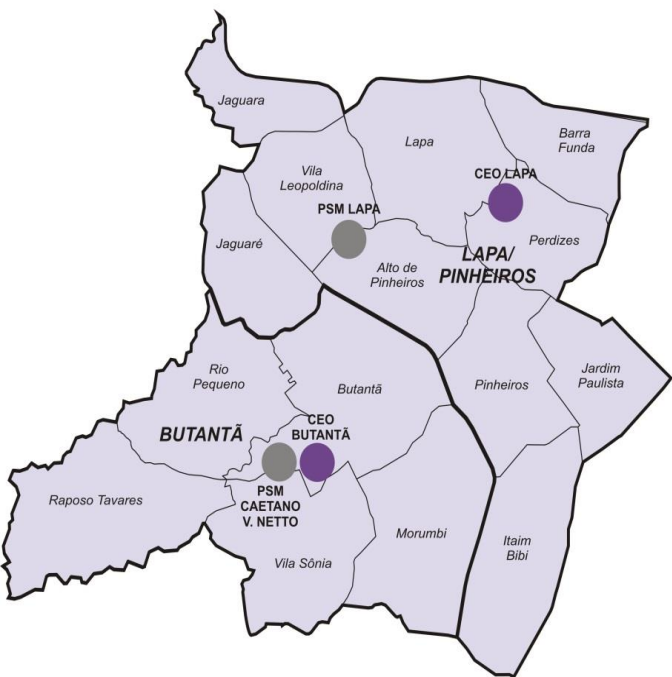 Jaguara
Lapa
Barra
Funda
Vila
Leopoldina
CEO LAPA
PSM LAPA
Jaguaré
Perdizes
LAPA/
PINHEIROS
Alto de
Pinheiros
Rio
Pequeno
Butantã
Pinheiros
Jardim
Paulista
BUTANTÃ
CEO
BUTANTÃ
Raposo Tavares
PSM
CAETANO
V. NETTO
Morumbi
Itaim
Bibi
Vila Sônia